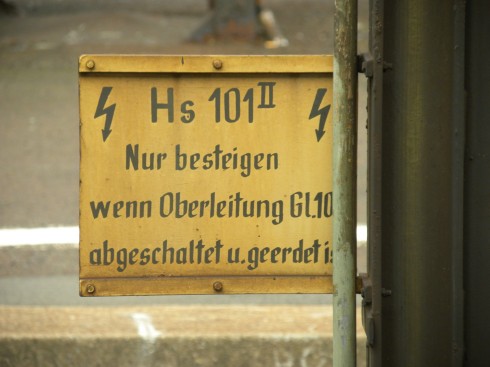 Hs 101II
Nur besteigen
wenn Oberleitung Gl.10
abgeschaltet u. geerdet